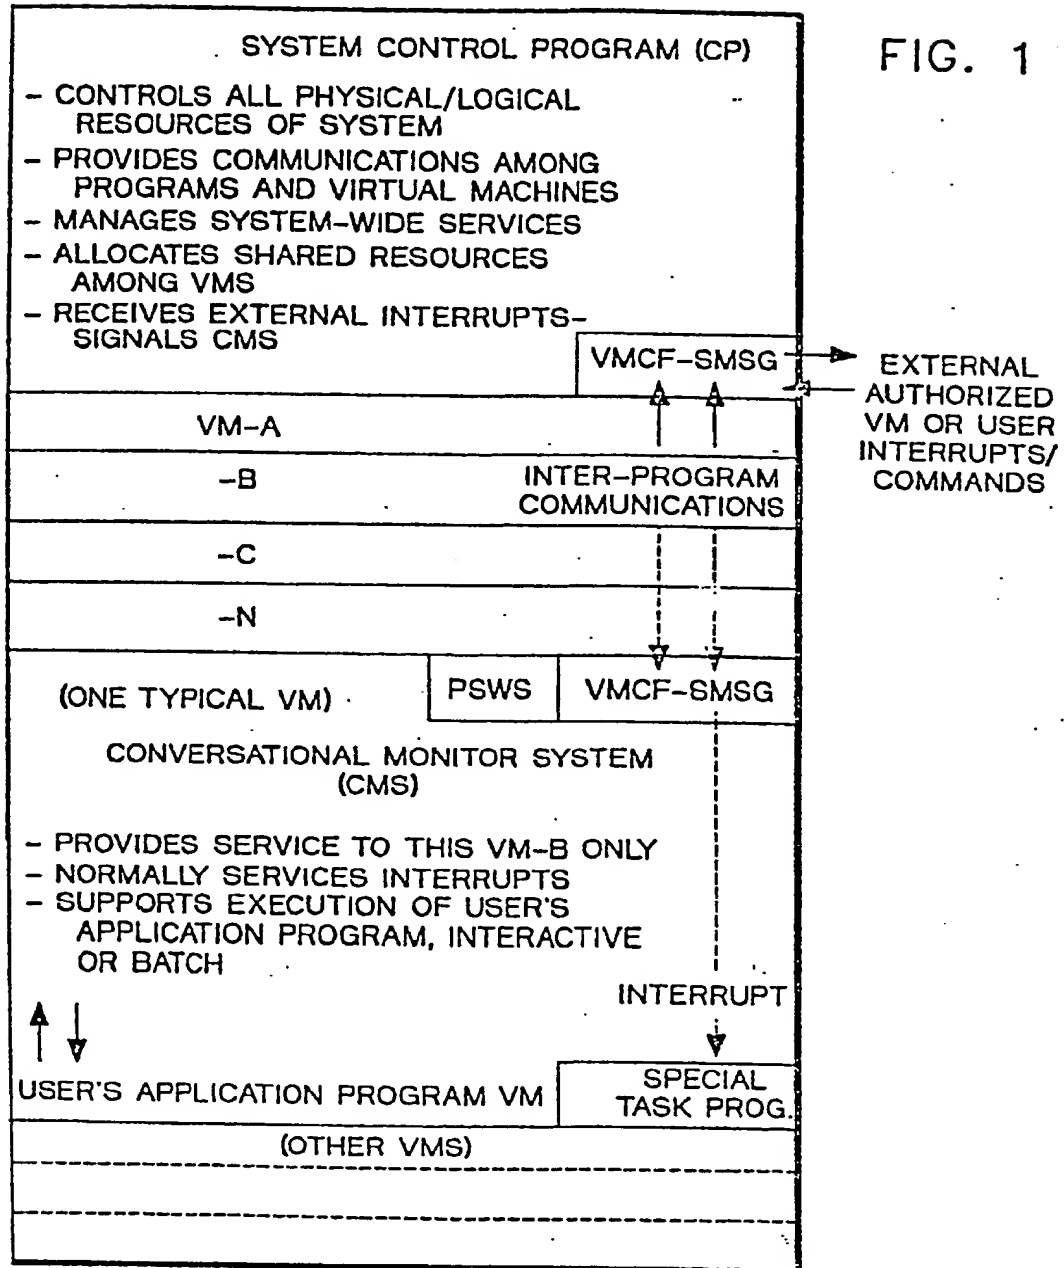 SYSTEM CONTROL PROGRAM (CP)
FIG. 1
- CONTROLS ALL PHYSICAL/LOGICAL
RESOURCES OF SYSTEM
- PROVIDES COMMUNICATIONS AMONG
PROGRAMS AND VIRTUAL MACHINES
- MANAGES SYSTEM-WIDE SERVICES
- ALLOCATES SHARED RESOURCES
AMONG VMS
- RECEIVES EXTERNAL INTERRUPTS-
SIGNALS CMS
VMCF-SMSG
EXTERNAL
AUTHORIZED
VM OR USER
INTERRUPTS/
COMMANDS
VM-A
-B
INTER-PROGRAM
COMMUNICATIONS
-C
-N
(ONE TYPICAL VM)
PSWS
VMCF-SMSG
CONVERSATIONAL MONITOR SYSTEM
(CMS)
- PROVIDES SERVICE TO THIS VM-B ONLY
- NORMALLY SERVICES INTERRUPTS
- SUPPORTS EXECUTION OF USER'S
APPLICATION PROGRAM, INTERACTIVE
OR BATCH
INTERRUPT
USER'S APPLICATION PROGRAM VM
SPECIAL
TASK PROG.
(OTHER VMS)